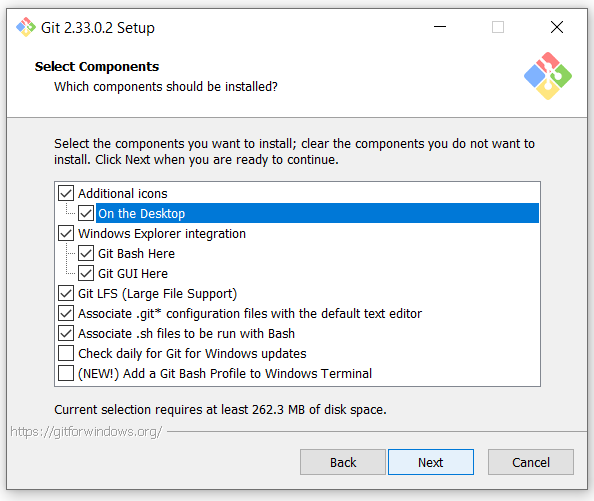 Git 2.33.0.2 Setup
Select Components
Which components should be installed?
Select the components you want to install; clear the components you do not want to
install. Click Next when you are ready to continue.
Additional icons
On the Desktop
Windows Explorer integration
Git Bash Here
Git GUI Here
Git LFS (Large File Support)
Associate .git* configuration files with the default text editor
Associate .sh files to be run with Bash
Check daily for Git for Windows updates
(NEW!) Add a Git Bash Profile to Windows Terminal
Current selection requires at least 262.3 MB of disk space.
https://gitforwindows.org/
Back Next Cancel